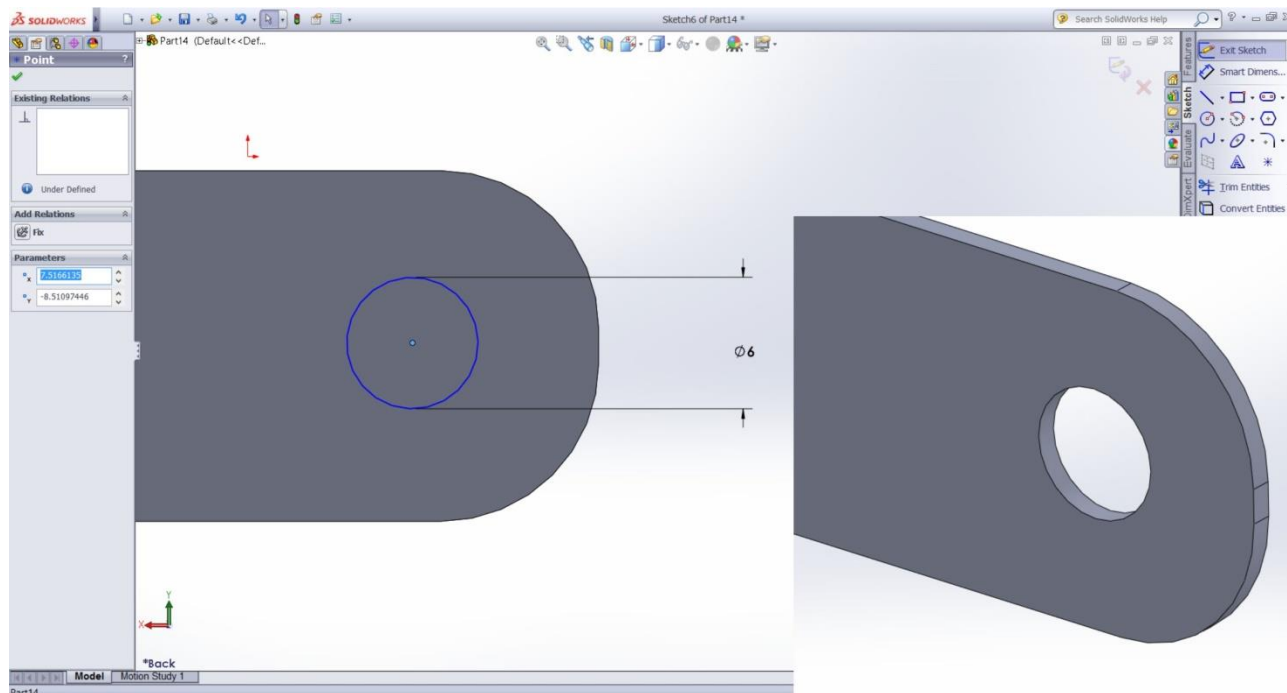 SOLIDWORKS
Sketch6 of Part14 *
Search SolidWorks Help
Part14 (Default<<Def...
Point
?
Existing Relations
Under Defined
Add Relations
Fix
Parameters
x
7.5166135
Y
-8.51097446
Ø6
Y
X
*Back
Model
Motion Study 1
Part14
Features
Sketch
Evaluate
Exit Sketch
Smart Dimens...
Trim Entities
Convert Entities